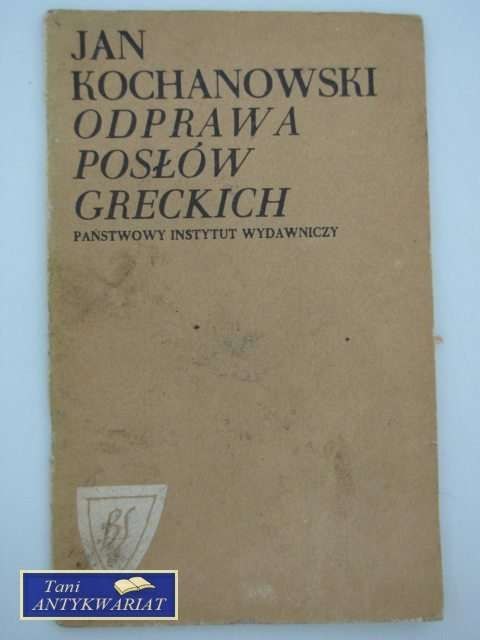 JAN
KOCHANOWSKI
ODPRAWA
POSŁÓW
GRECKICH
PAŃSTWOWY INSTYTUT WYDAWNICZY
BS
Tani
ANTYKWARIAT